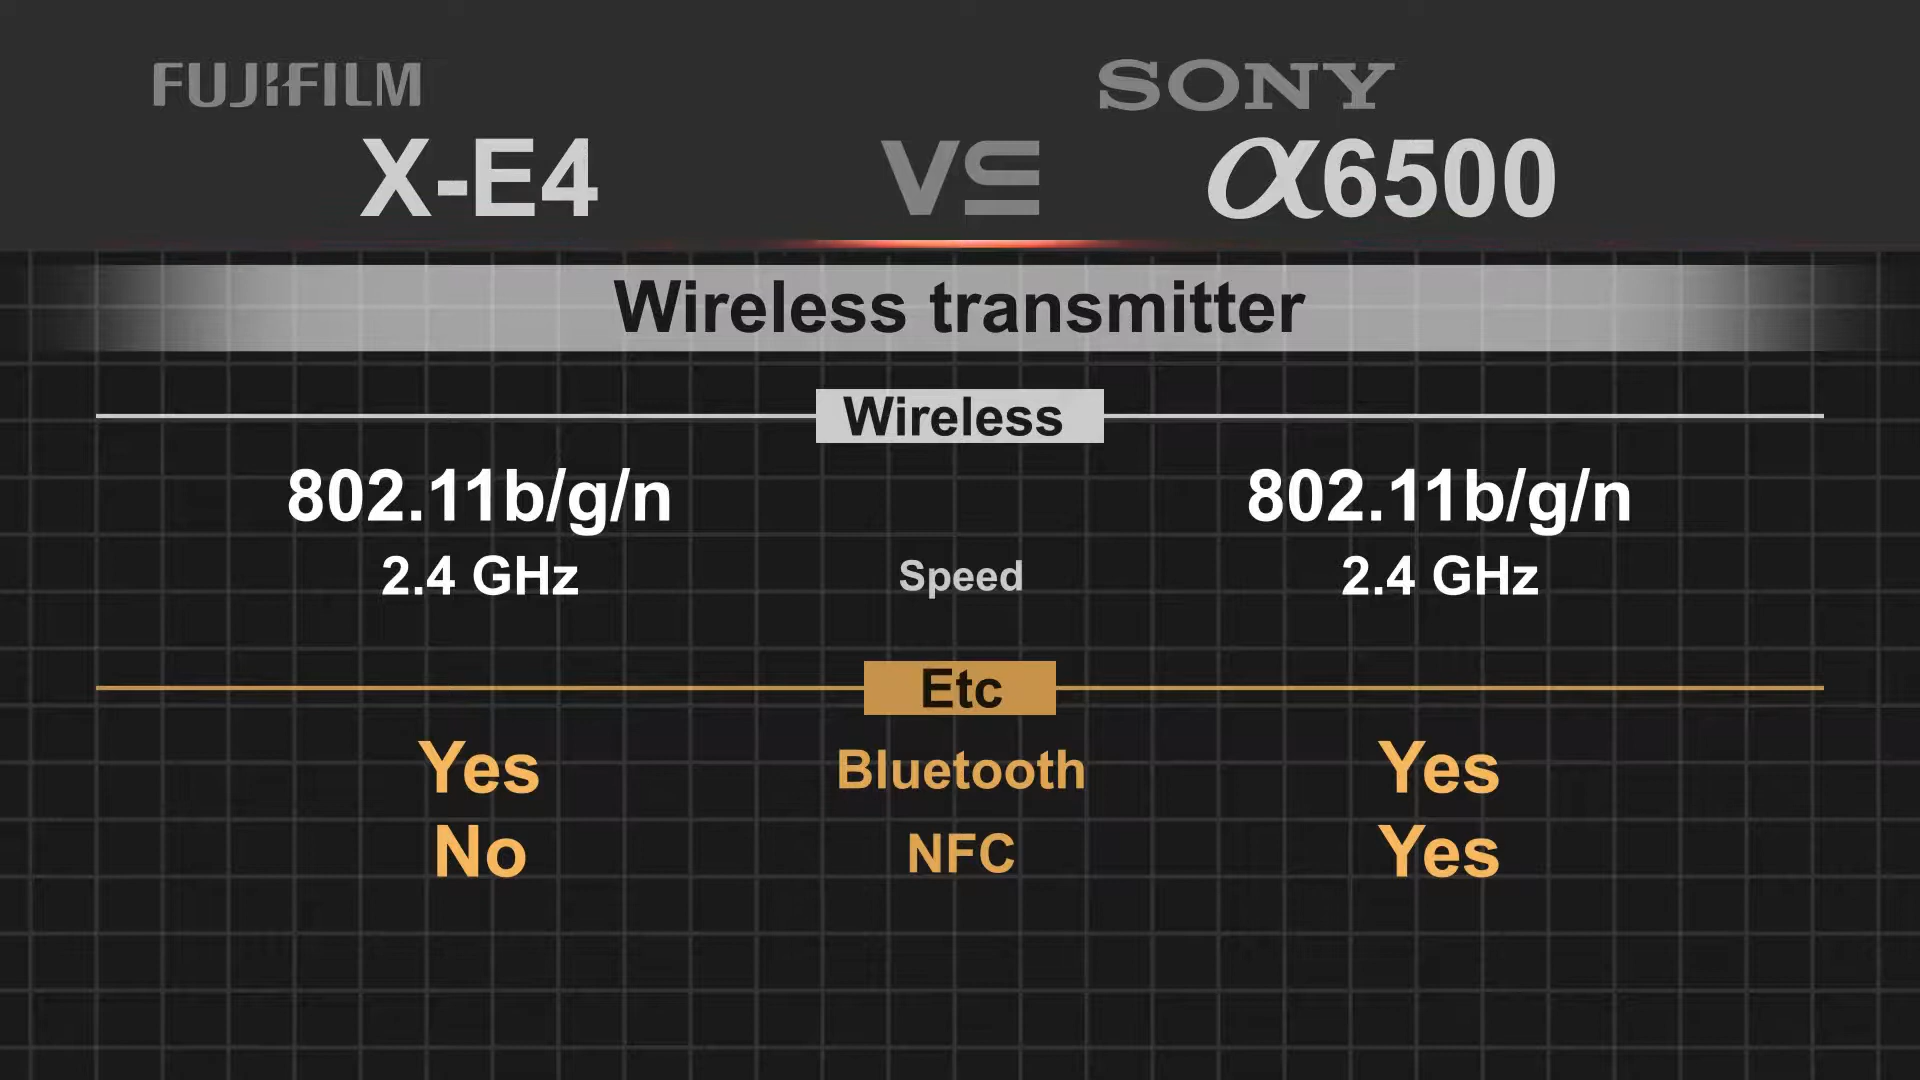 FUJIFILM
SONY
X-E4 VS α6500
Wireless transmitter
Wireless
802.11b/g/n 802.11b/g/n
2.4 GHz Speed 2.4 GHz
Etc
Yes Bluetooth Yes
No NFC Yes